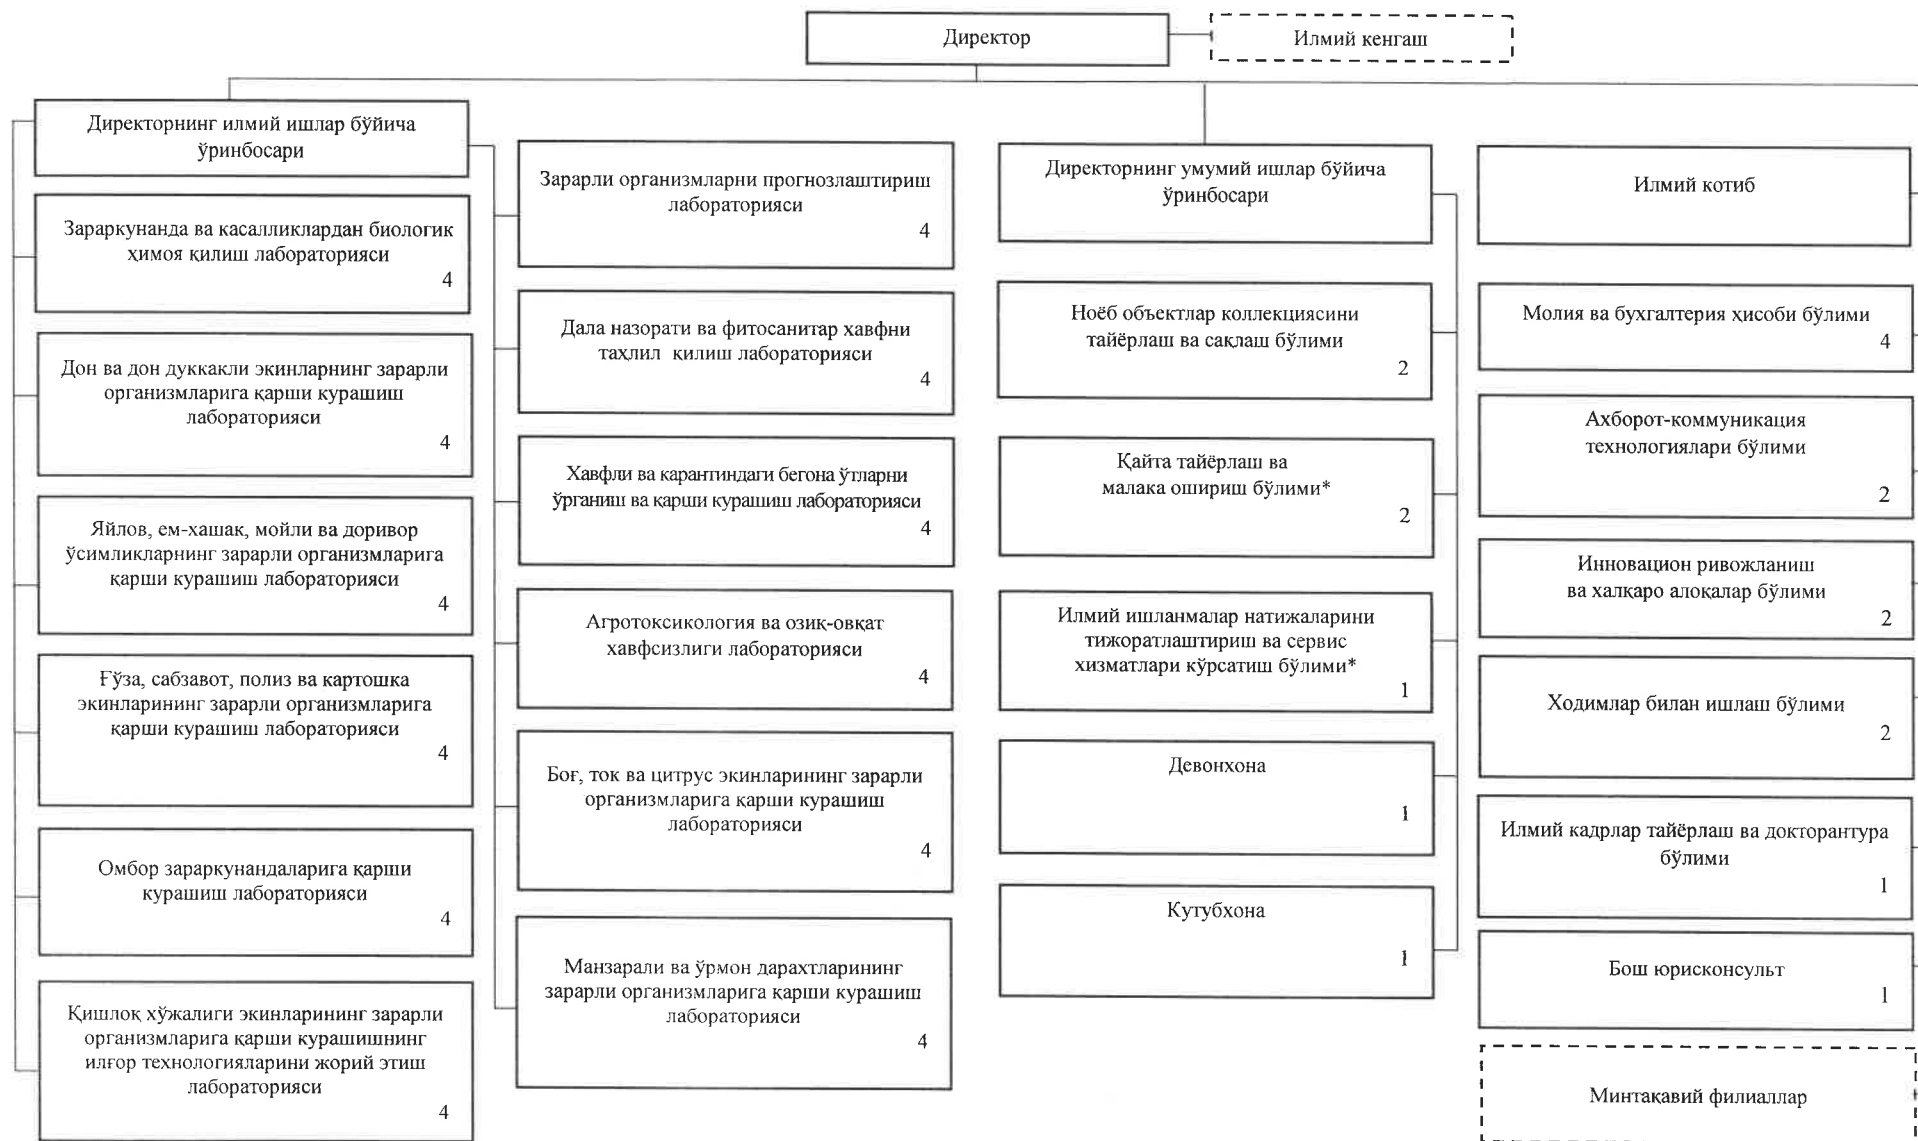 Директор
Илмий кенгаш
Директорнинг илмий ишлар бўйича
ўринбосари
Зараркунанда ва касалликлардан биологик
ҳимоя қилиш лабораторияси
4
Дон ва дон дуккакли экинларнинг зарарли
организмларига қарши курашиш
лабораторияси
4
Яйлов, ем-хашак, мойли ва доривор
ўсимликларнинг зарарли организмларига
қарши курашиш лабораторияси
4
Ғўза, сабзавот, полиз ва картошка
экинларининг зарарли организмларига
қарши курашиш лабораторияси
4
Омбор зараркунандаларига қарши
курашиш лабораторияси
4
Қишлоқ хўжалиги экинларининг зарарли
организмларига қарши курашишнинг
илғор технологияларини жорий этиш
лабораторияси
4
Зарарли организмларни прогнозлаштириш
лабораторияси
4
Дала назорати ва фитосанитар хавфни
таҳлил қилиш лабораторияси
4
Хавфли ва карантиндаги бегона ўтларни
ўрганиш ва қарши курашиш лабораторияси
4
Агротоксикология ва озиқ-овқат
хавфсизлиги лабораторияси
4
Боғ, ток ва цитрус экинларининг зарарли
организмларига қарши курашиш
лабораторияси
4
Манзарали ва ўрмон дарахтларининг
зарарли организмларига қарши курашиш
лабораторияси
4
Директорнинг умумий ишлар бўйича
ўринбосари
Ноёб объектлар коллекциясини
тайёрлаш ва сақлаш бўлими
2
Қайта тайёрлаш ва
малака ошириш бўлими*
2
Илмий ишланмалар натижаларини
тижоратлаштириш ва сервис
хизматлари кўрсатиш бўлими*
1
Девонхона
1
Кутубхона
1
Илмий котиб
Молия ва бухгалтерия ҳисоби бўлими
4
Ахборот-коммуникация
технологиялари бўлими
2
Инновацион ривожланиш
ва халқаро алоқалар бўлими
2
Ходимлар билан ишлаш бўлими
2
Илмий кадрлар тайёрлаш ва докторантура
бўлими
1
Бош юрисконсульт
1
Минтақавий филиаллар